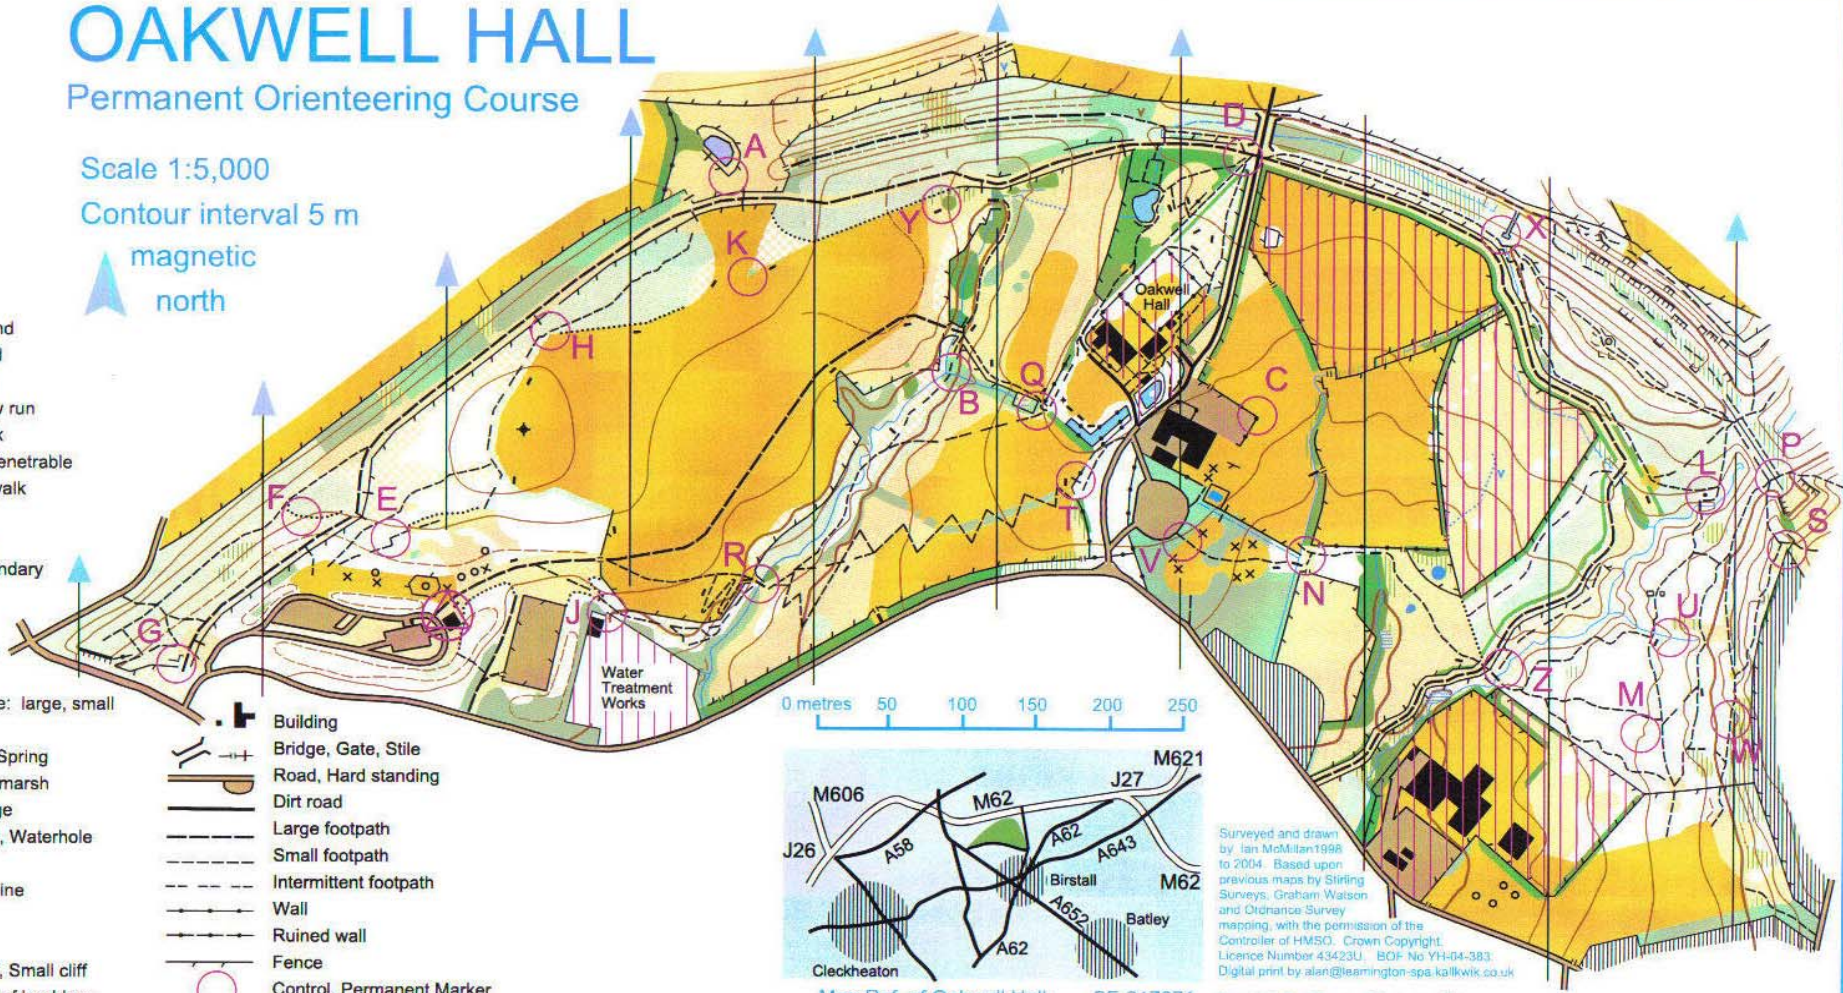 OAKWELL HALL
Permanent Orienteering Course
Scale 1:5,000
Contour interval 5 m
magnetic
north
A
D
Y
K
X
H
Oakwell
Hall
Q
C
B
F
E
T
R
V
N
L
P
S
G
J
U
Z
M
W
Water
Treatment
Works
nd
y run
enetrable
valk
ndary
e: large, small
Spring
marsh
ge
, Waterhole
ine
, Small cliff
Building
Bridge, Gate, Stile
Road, Hard standing
Dirt road
Large footpath
Small footpath
Intermittent footpath
Wall
Ruined wall
Fence
Control, Permanent Marker
0 metres 50 100 150 200 250
M621
J27
M606
M62
A62
J26
A58
A643
Birstall
M62
A652
Batley
A62
Cleckheaton
Surveyed and drawn
by Ian McMillan 1998
to 2004. Based upon
previous maps by Stirling
Surveys, Graham Watson
and Ordnance Survey
mapping, with the permission of the
Controller of HMSO. Crown Copyright.
Licence Number 43423U. BOF No YH-04-383
Digital print by alan@leamington-spa.kallkwik.co.uk